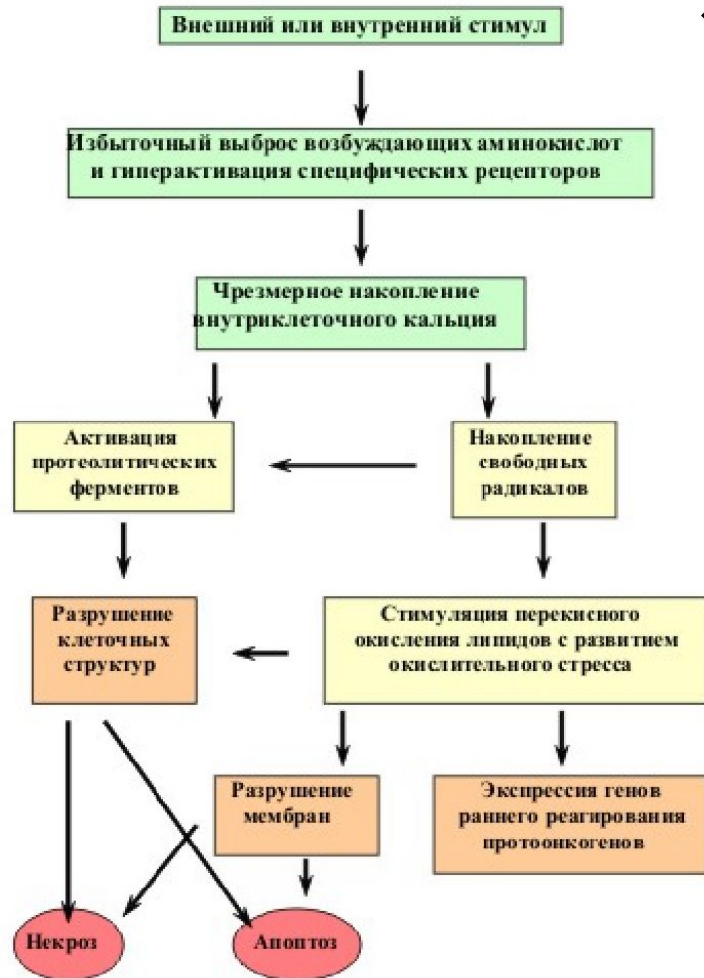 Внешний или внутренний стимул
Избыточный выброс возбуждающих аминокислот
и гиперактивация специфических рецепторов
Чрезмерное накопление
внутриклеточного кальция
Активация
протеолитических
ферментов
Накопление
свободных
радикалов
Разрушение
клеточных
структур
Стимуляция перекисного
окисления липидов с развитием
окислительного стресса
Разрушение
мембран
Экспрессия генов
раннего реагирования
протоонкогенов
Некроз
Апоптоз